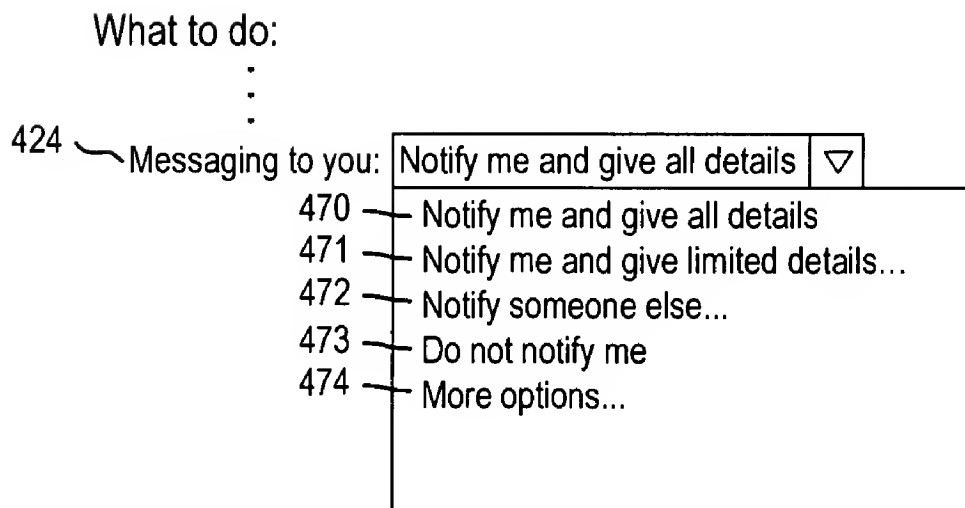 What to do:
424 Messaging to you: Notify me and give all details
470 Notify me and give all details
471 Notify me and give limited details...
472 Notify someone else...
473 Do not notify me
474 More options...